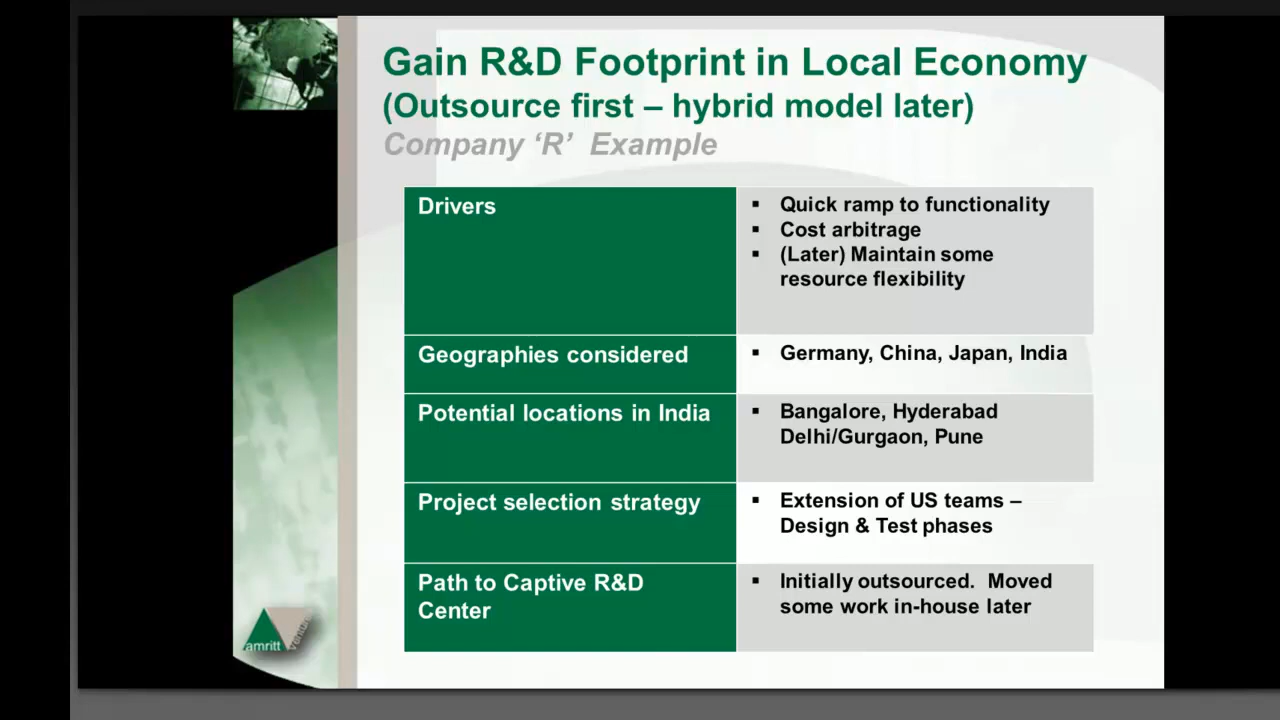 Gain R&D Footprint in Local Economy
(Outsource first – hybrid model later)
Company ‘R’ Example
Drivers
▪ Quick ramp to functionality
▪ Cost arbitrage
▪ (Later) Maintain some
resource flexibility
Geographies considered
▪ Germany, China, Japan, India
Potential locations in India
▪ Bangalore, Hyderabad
Delhi/Gurgaon, Pune
Project selection strategy
▪ Extension of US teams –
Design & Test phases
Path to Captive R&D
Center
▪ Initially outsourced. Moved
some work in-house later
amritt